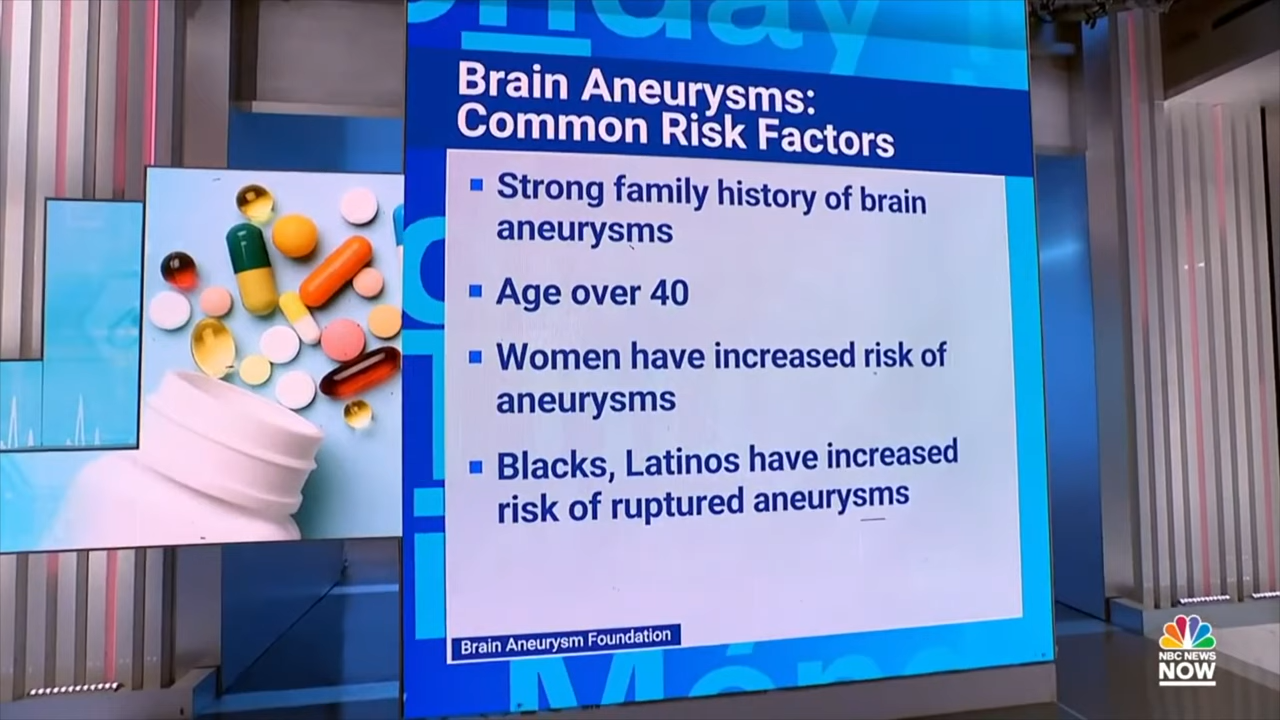 Brain Aneurysms:
Common Risk Factors
Strong family history of brain
aneurysms
Age over 40
Women have increased risk of
aneurysms
Blacks, Latinos have increased
risk of ruptured aneurysms
Brain Aneurysm Foundation
NBC NEWS
NOW